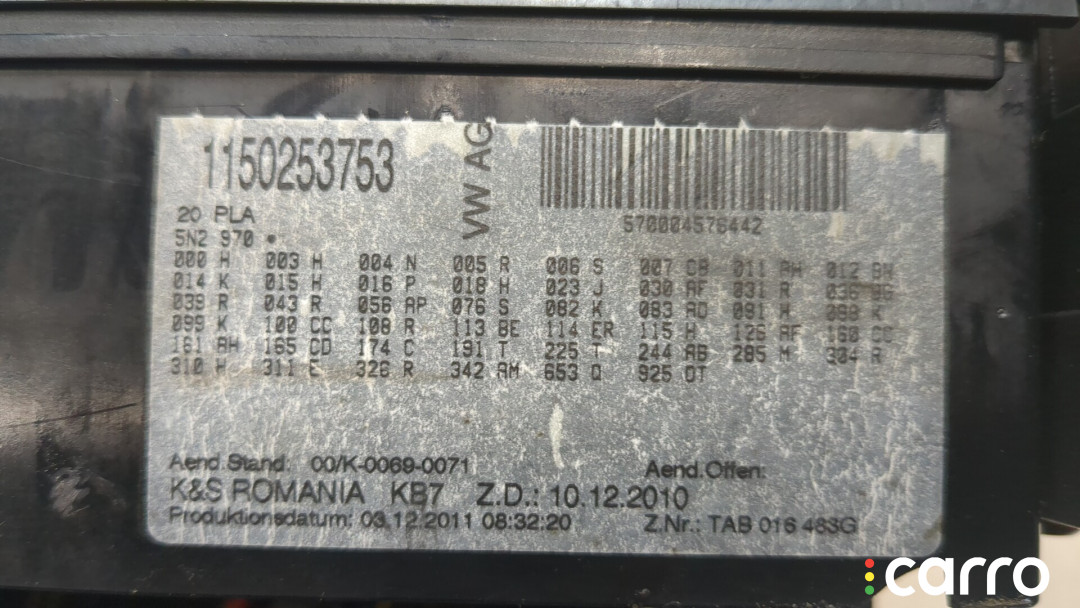 1150253753
VW AG
570004576442
20 PLA
5N2 970 •
000 H 003 H 004 N 005 R 006 S 007 CB 011 AH 012 BH
014 K 015 H 016 P 018 H 023 J 030 AF 031 R
039 R 043 R 056 AP 076 S 082 K 083 AD 091 H 098 K
099 K 100 CC 108 R 113 BE 114 ER 115 H 126 AF 160 CC
161 AH 165 CD 174 C 191 T 225 T 244 AB 285 M 304 R
310 H 311 E 326 R 342 AM 653 Q 925 OT
Aend.Stand: 00/K-0069-0071 Aend.Offen:
K&S ROMANIA KB7 Z.D.: 10.12.2010
Produktionsdatum: 03.12.2011 08:32:20 Z.Nr.: TAB 016 483G
carro